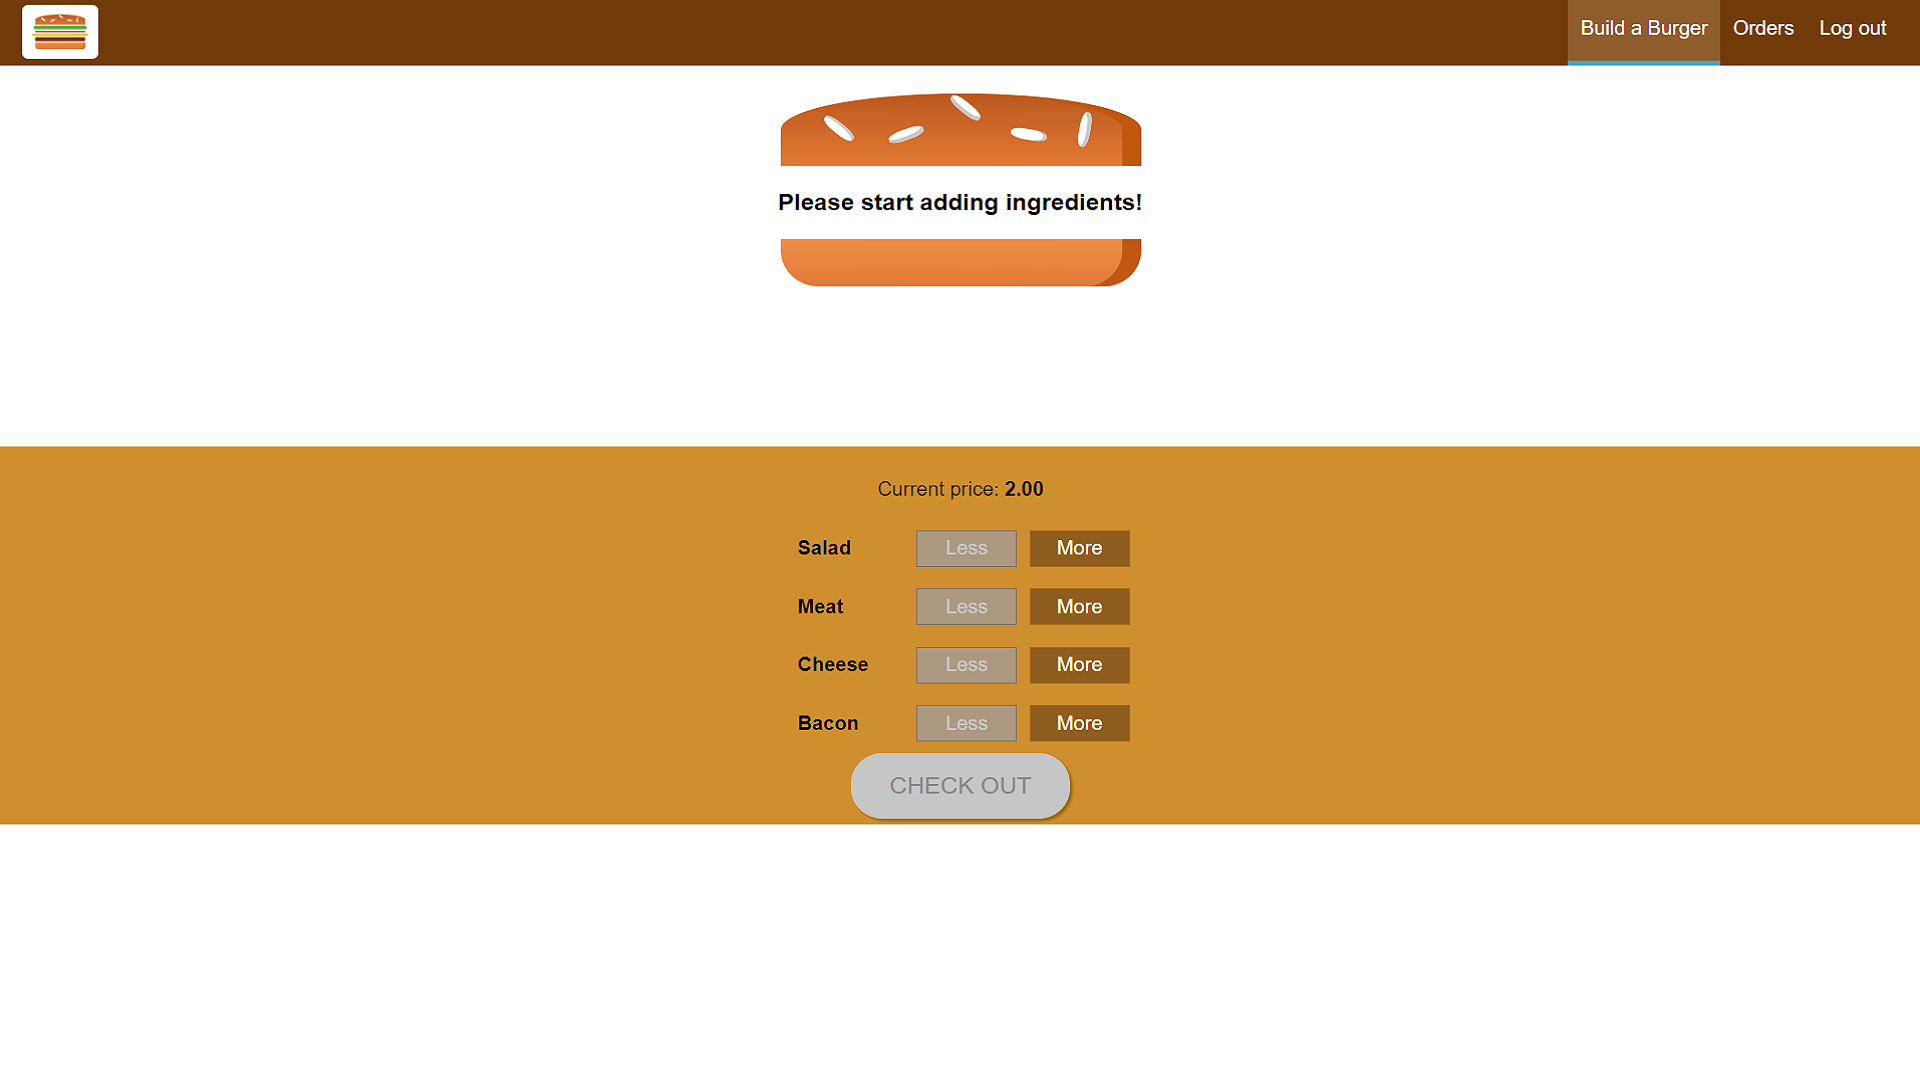 Build a Burger Orders Log out
Please start adding ingredients!
Current price: 2.00
Salad Less More
Meat Less More
Cheese Less More
Bacon Less More
CHECK OUT